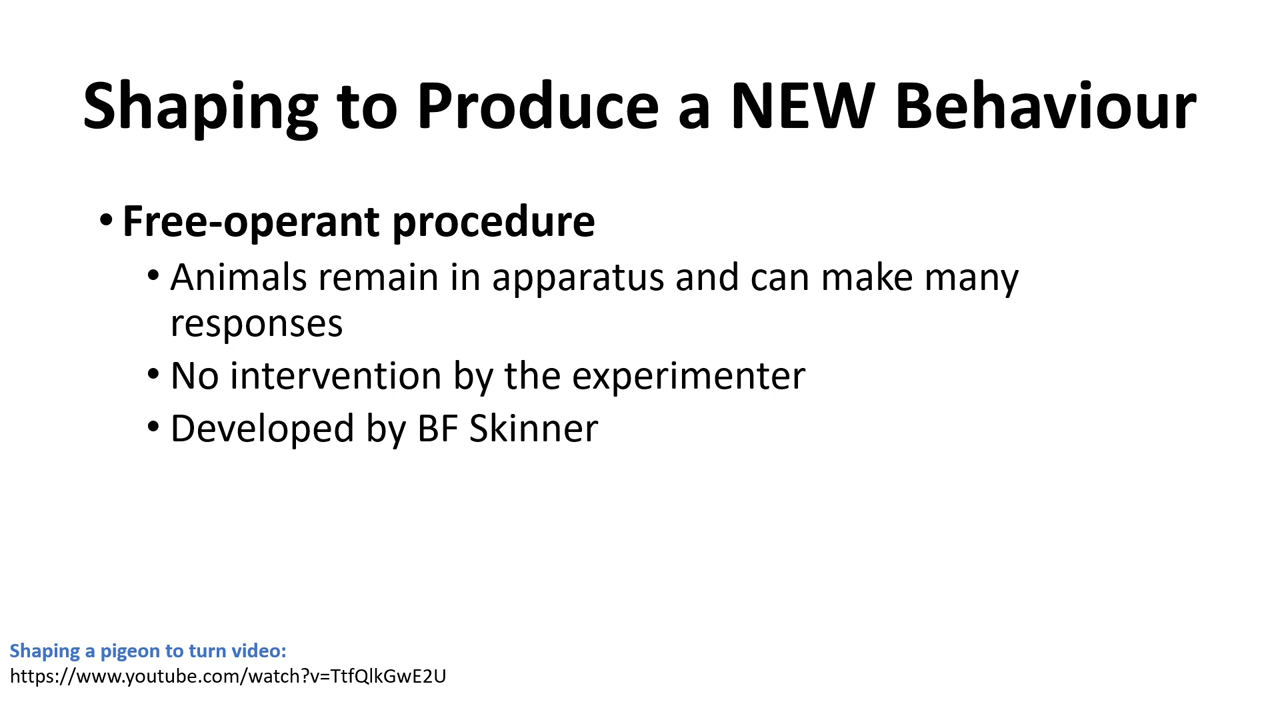 Shaping to Produce a NEW Behaviour
• Free-operant procedure
• Animals remain in apparatus and can make many
responses
• No intervention by the experimenter
• Developed by BF Skinner
Shaping a pigeon to turn video:
https://www.youtube.com/watch?v=TtfQlkGwE2U